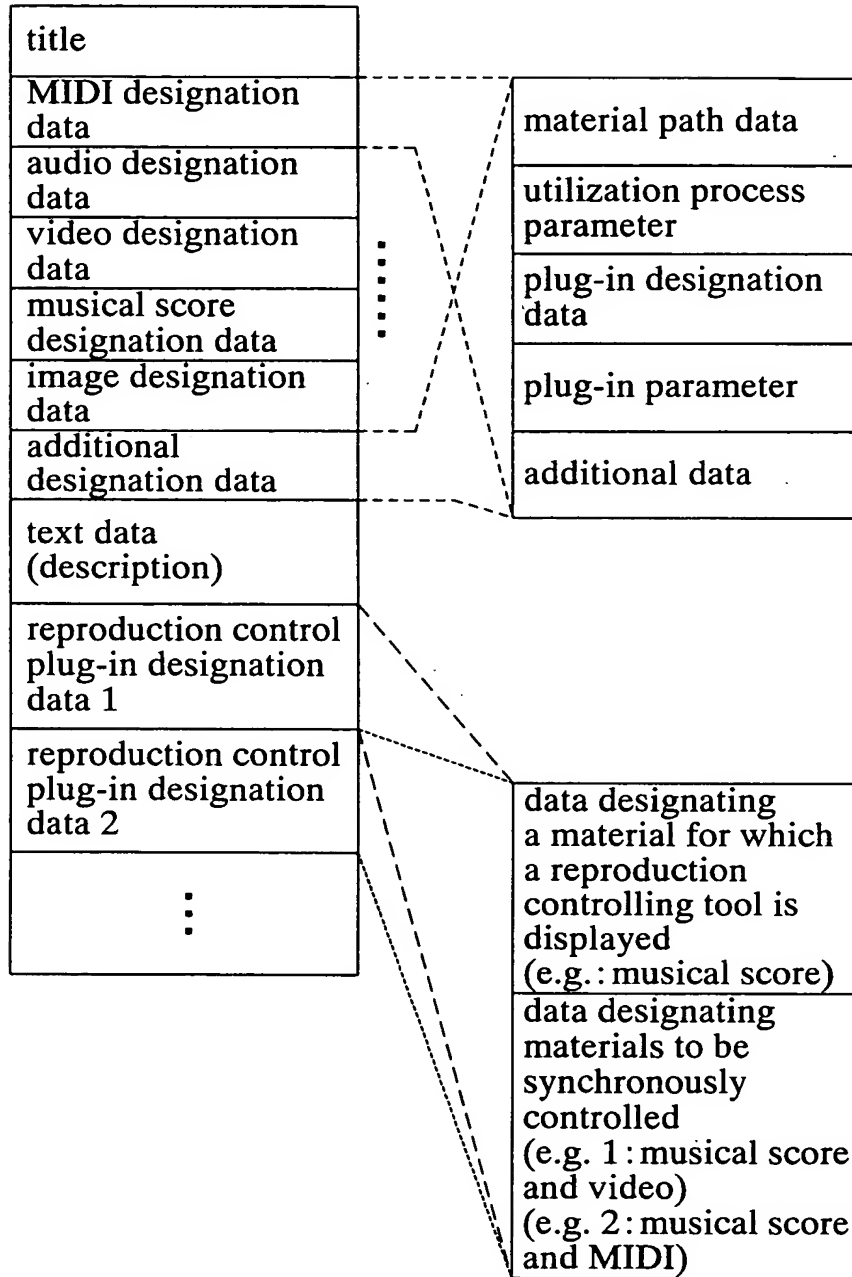 title
MIDI designation
data
audio designation
data
video designation
data
musical score
designation data
image designation
data
additional
designation data
text data
(description)
reproduction control
plug-in designation
data 1
reproduction control
plug-in designation
data 2
material path data
utilization process
parameter
plug-in designation
data
plug-in parameter
additional data
data designating
a material for which
a reproduction
controlling tool is
displayed
(e.g.: musical score)
data designating
materials to be
synchronously
controlled
(e.g. 1: musical score
and video)
(e.g. 2: musical score
and MIDI)